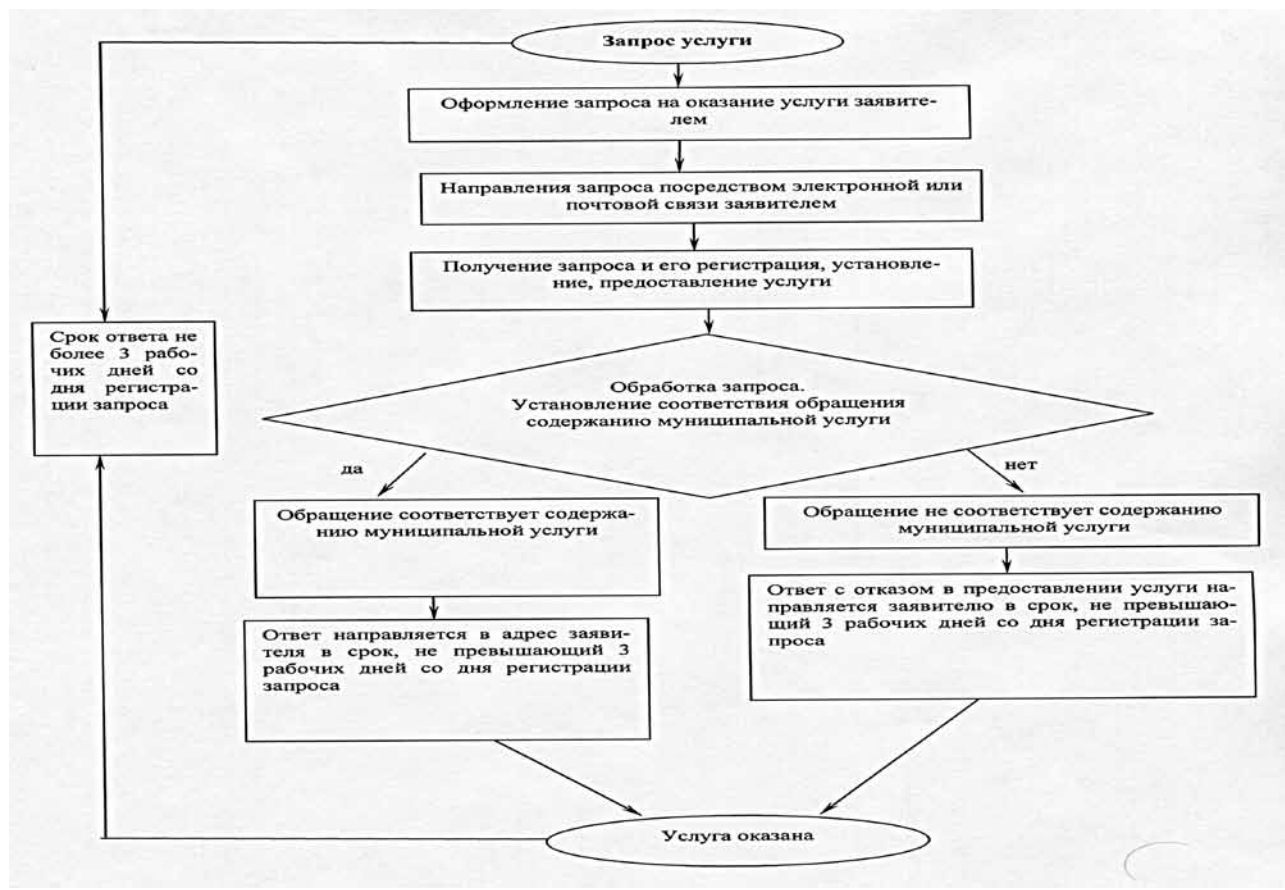 Запрос услуги
Оформление запроса на оказание услуги заявите-
лем
Направления запроса посредством электронной или
почтовой связи заявителем
Получение запроса и его регистрация, установле-
ние, предоставление услуги
Срок ответа не
более 3 рабо-
чих дней со
дня регистра-
ции запроса
Обработка запроса.
Установление соответствия обращения
содержанию муниципальной услуги
да
нет
Обращение соответствует содержа-
нию муниципальной услуги
Обращение не соответствует содержанию
муниципальной услуги
Ответ направляется в адрес заяви-
теля в срок, не превышающий 3
рабочих дней со дня регистрации
запроса
Ответ с отказом в предоставлении услуги на-
правляется заявителю в срок, не превышаю-
щий 3 рабочих дней со дня регистрации за-
проса
Услуга оказана